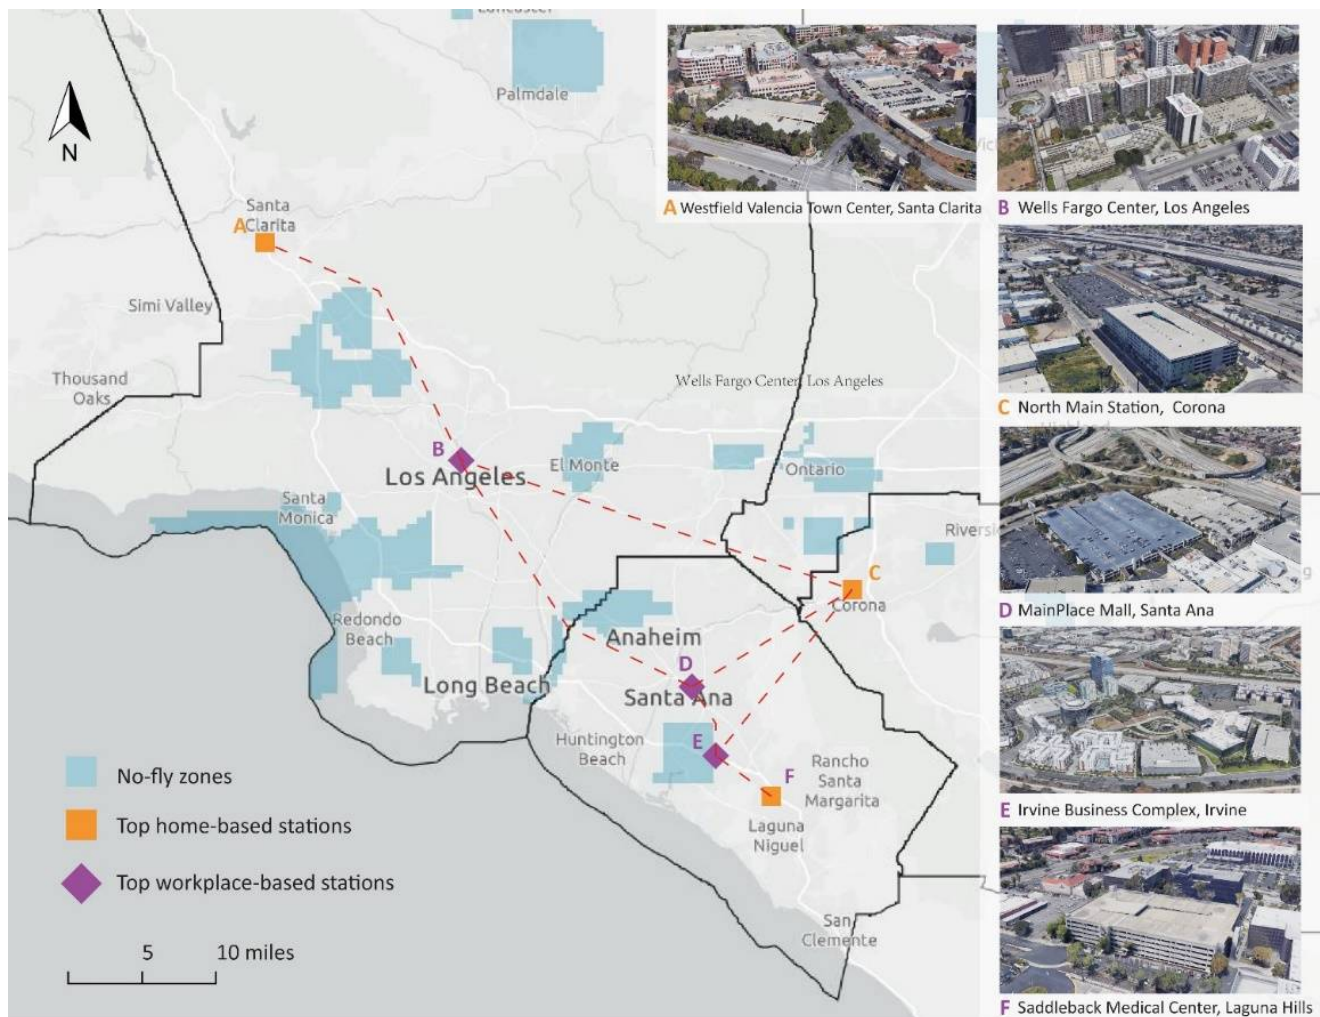 Lancaster
Palmdale
N
Santa
Clarita
A
Simi Valley
Thousand
Oaks
Wells Fargo Center, Los Angeles
B
Los Angeles
El Monte
Ontario
Santa
Monica
C
Corona
Redondo
Beach
Anaheim
D
Long Beach
Santa Ana
Huntington
Beach
E
F
Rancho
Santa
Margarita
Laguna
Niguel
San
Clemente
No-fly zones
Top home-based stations
Top workplace-based stations
5 10 miles
A Westfield Valencia Town Center, Santa Clarita
B Wells Fargo Center, Los Angeles
C North Main Station, Corona
D MainPlace Mall, Santa Ana
E Irvine Business Complex, Irvine
F Saddleback Medical Center, Laguna Hills